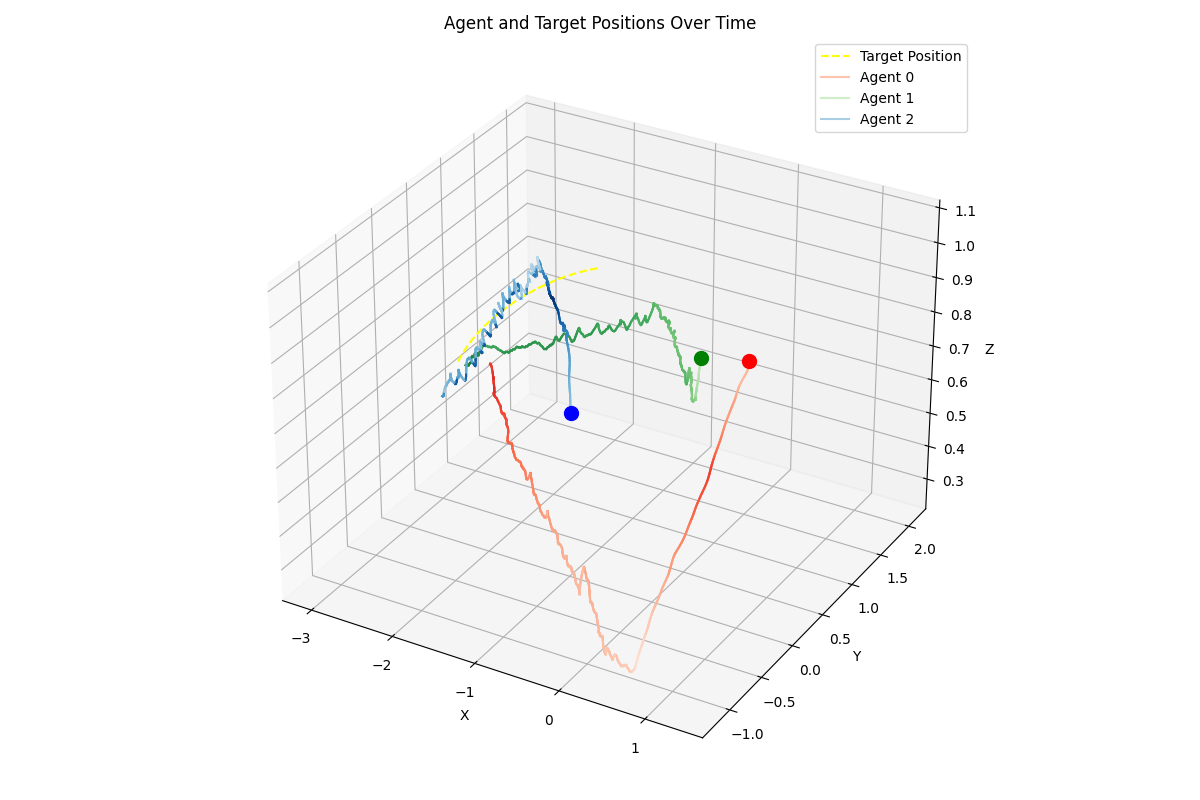 Agent and Target Positions Over Time
Target Position
Agent 0
Agent 1
Agent 2
1.1
1.0
0.9
0.8
0.7
Z
0.6
0.5
0.4
0.3
2.0
1.5
1.0
0.5
Y
0.0
−0.5
−1.0
−3
−2
−1
X
0
1